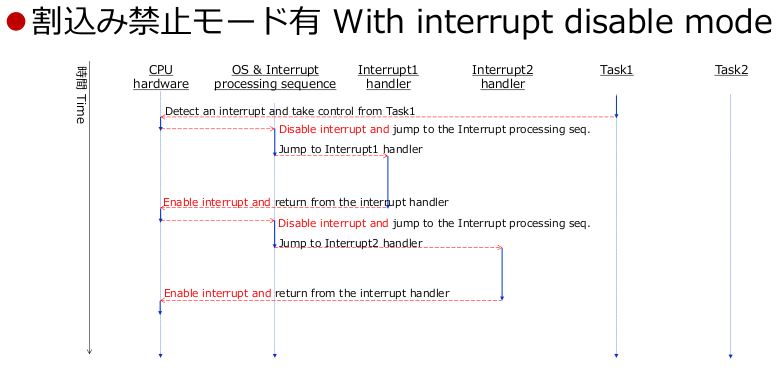 ●割込み禁止モード有 With interrupt disable mode
時間 Time
CPU
hardware
OS & Interrupt
processing sequence
Interrupt1
handler
Interrupt2
handler
Task1
Task2
Detect an interrupt and take control from Task1
Disable interrupt and jump to the Interrupt processing seq.
Jump to Interrupt1 handler
Enable interrupt and return from the interrupt handler
Disable interrupt and jump to the Interrupt processing seq.
Jump to Interrupt2 handler
Enable interrupt and return from the interrupt handler